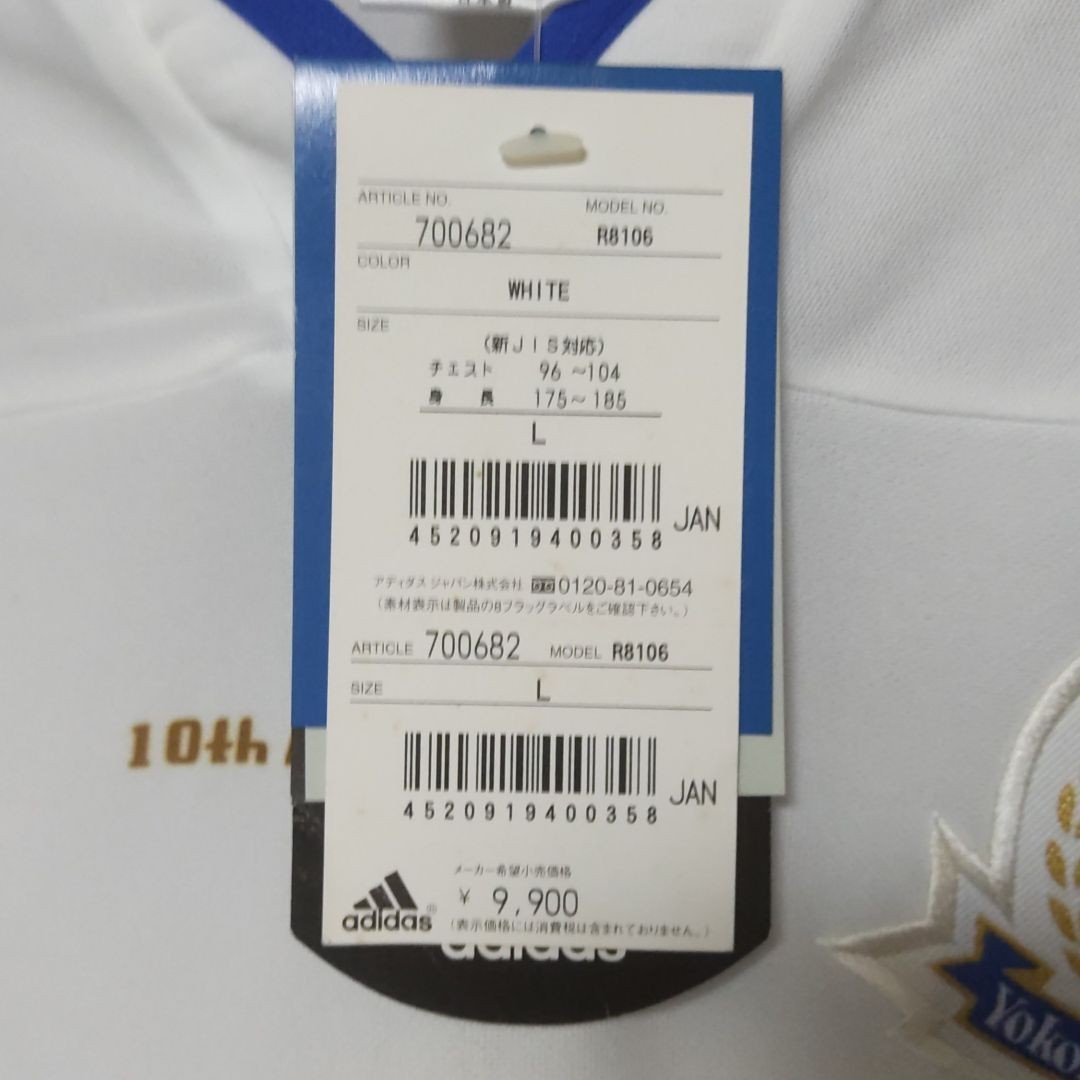 日本製
ARTICLE NO. MODEL NO.
700682 R8106
COLOR
WHITE
SIZE
(新JIS対応)
チェスト 96 ~104
身 長 175~185
L
4520919400358 JAN
アディダス ジャパン株式会社 0120-81-0654
(素材表示は製品の8フラッグラベルをご確認下さい。)
ARTICLE 700682 MODEL R8106
SIZE L
4520919400358 JAN
メーカー希望小売価格
¥ 9,900
adidas® (表示価格には消費税は含まれておりません。)
adidas
10th
Yoko